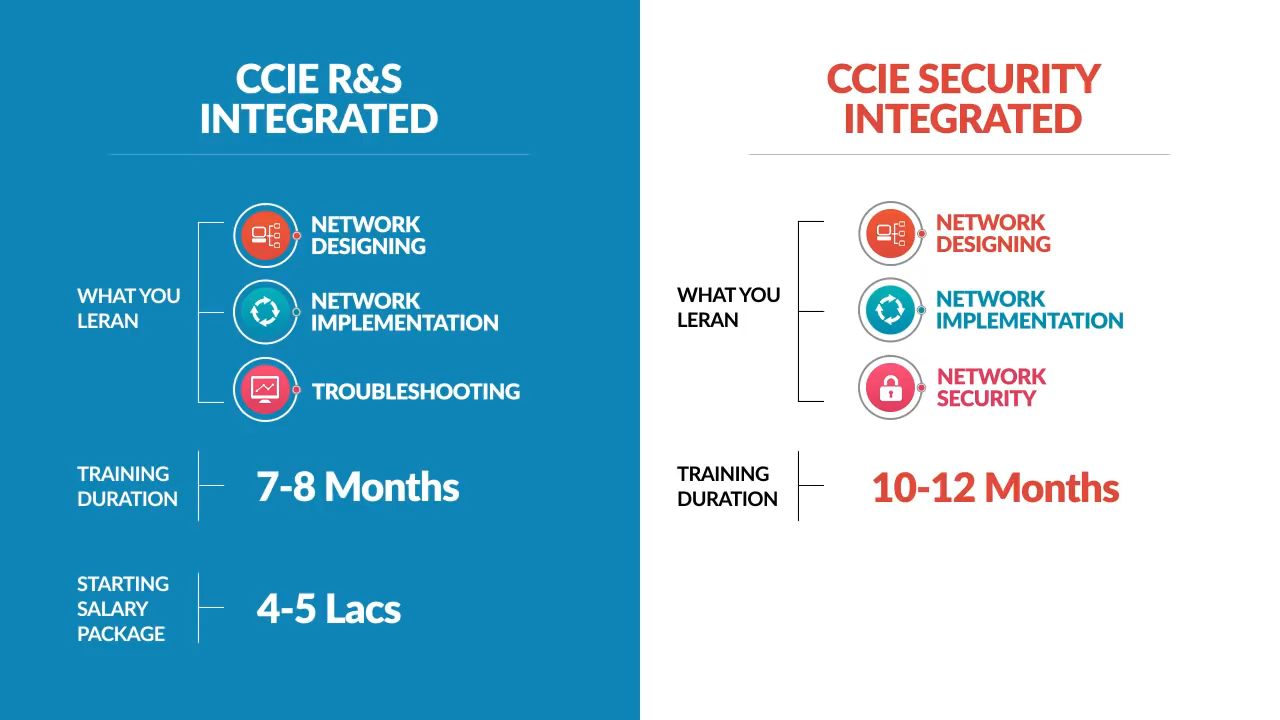 CCIE R&S
INTEGRATED
WHAT YOU
LERAN
NETWORK
DESIGNING
NETWORK
IMPLEMENTATION
TROUBLESHOOTING
TRAINING
DURATION
7-8 Months
STARTING
SALARY
PACKAGE
4-5 Lacs
CCIE SECURITY
INTEGRATED
WHAT YOU
LERAN
NETWORK
DESIGNING
NETWORK
IMPLEMENTATION
NETWORK
SECURITY
TRAINING
DURATION
10-12 Months